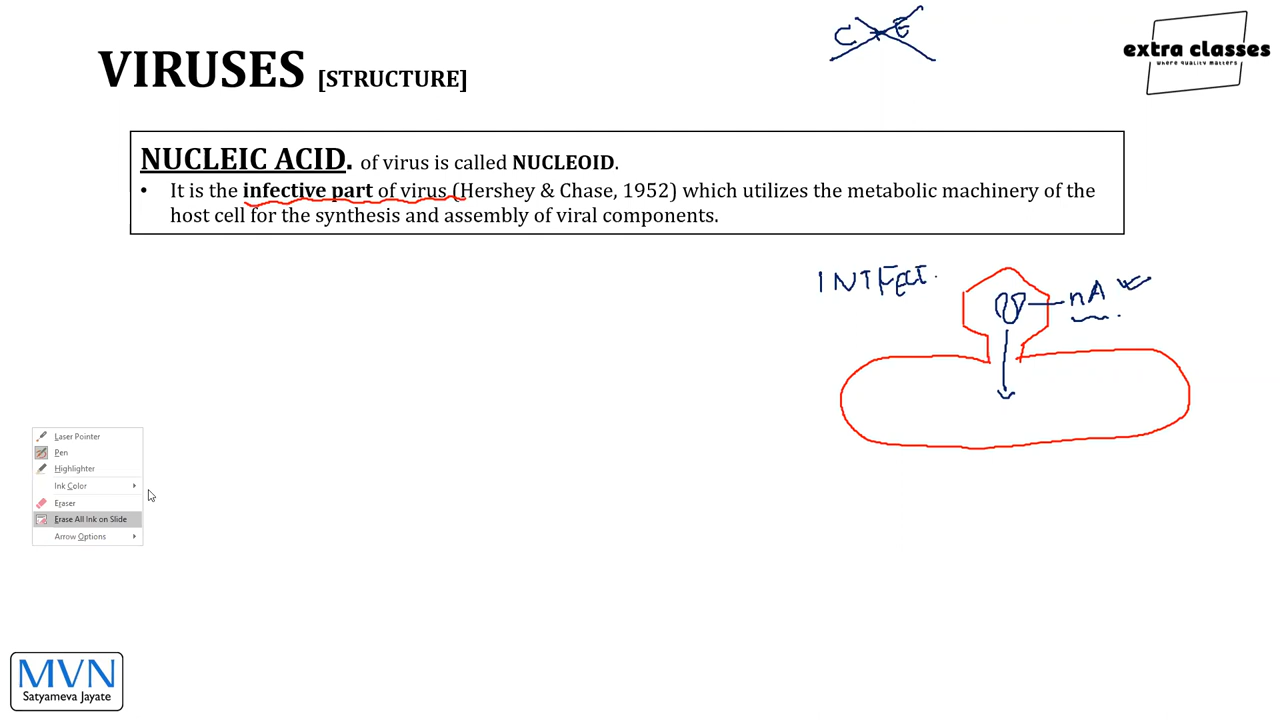 C E
extra classes
where quality matters
VIRUSES [STRUCTURE]
NUCLEIC ACID. of virus is called NUCLEOID.
• It is the infective part of virus (Hershey & Chase, 1952) which utilizes the metabolic machinery of the
host cell for the synthesis and assembly of viral components.
INFECT.
nA
Laser Pointer
Pen
Highlighter
Ink Color
Eraser
Erase All Ink on Slide
Arrow Options
MVN
Satyameva Jayate